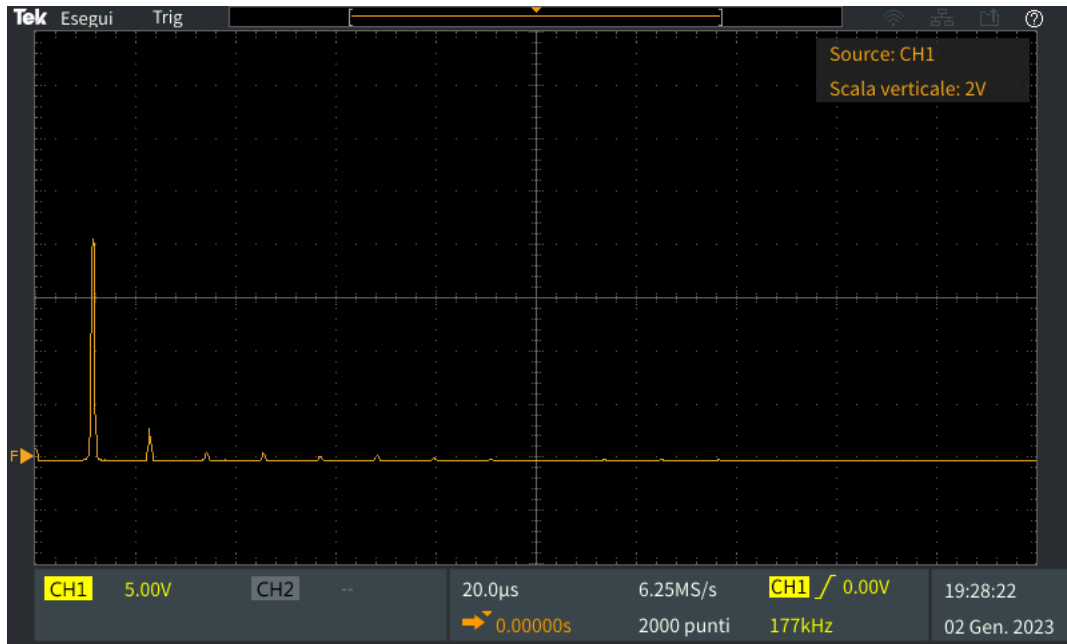 Tek Esegui Trig
Source: CH1
Scala verticale: 2V
F
CH1 5.00V CH2 -- 20.0µs 6.25MS/s CH1 0.00V 19:28:22
0.00000s 2000 punti 177kHz 02 Gen. 2023